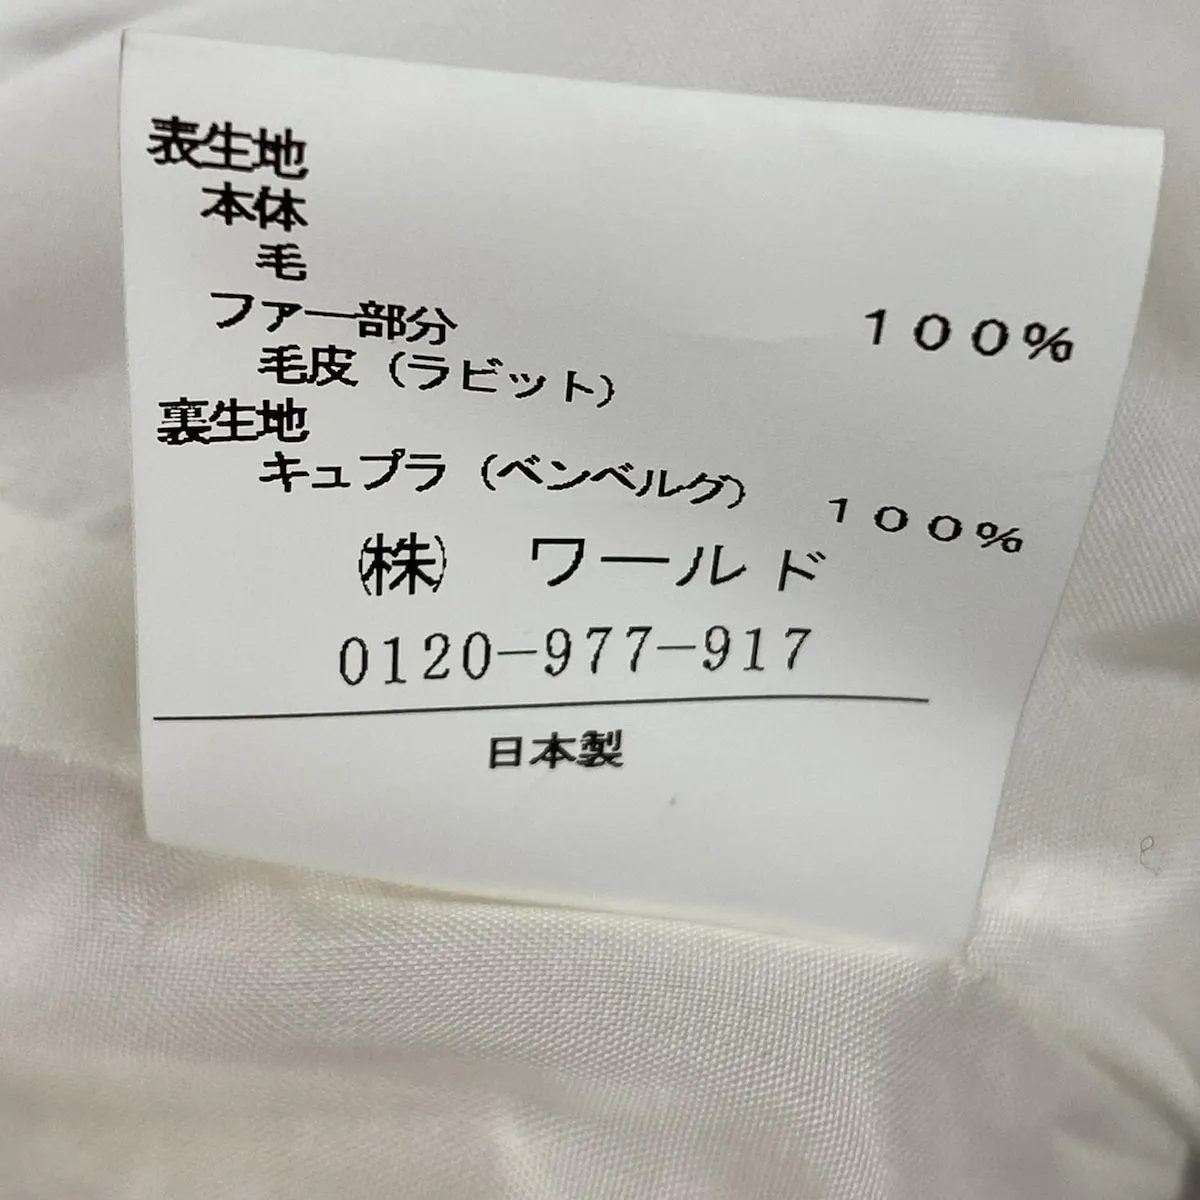 表生地
本体
毛 100%
ファー部分
毛皮（ラビット）
裏生地
キュプラ（ベンベルグ） 100%
㈱ ワールド
0120-977-917
日本製